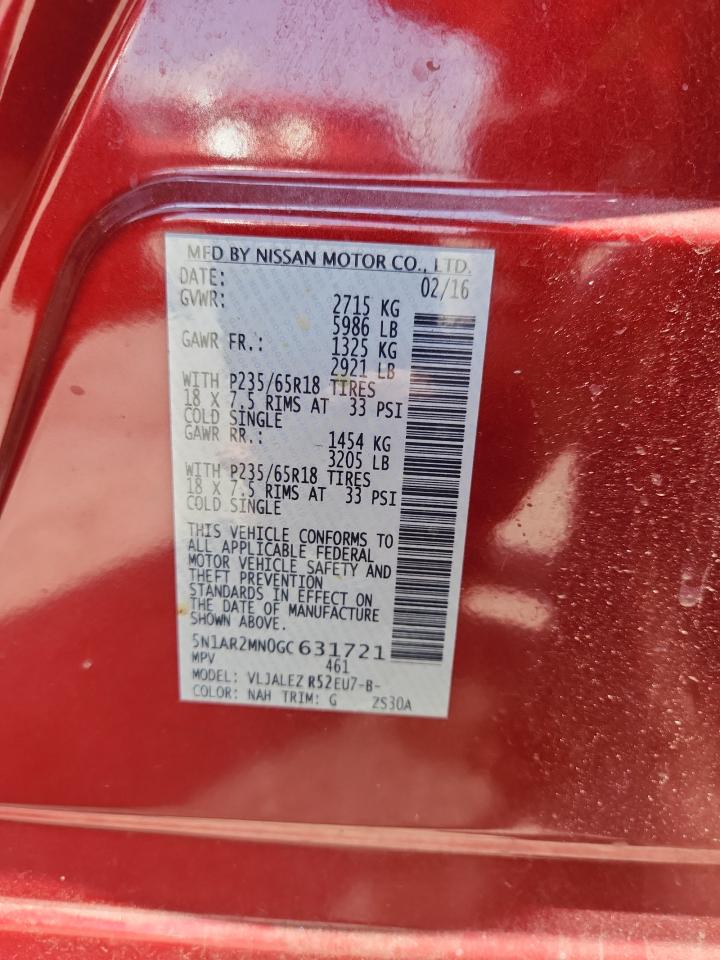 MFD BY NISSAN MOTOR CO., LTD.
DATE: 02/16
GVWR: 2715 KG
5986 LB
GAWR FR.: 1325 KG
2921 LB
WITH P235/65R18 TIRES
18 X 7.5 RIMS AT 33 PSI
COLD SINGLE
GAWR RR.: 1454 KG
3205 LB
WITH P235/65R18 TIRES
18 X 7.5 RIMS AT 33 PSI
COLD SINGLE
THIS VEHICLE CONFORMS TO
ALL APPLICABLE FEDERAL
MOTOR VEHICLE SAFETY AND
THEFT PREVENTION
STANDARDS IN EFFECT ON
THE DATE OF MANUFACTURE
SHOWN ABOVE.
5N1AR2MN0GC631721
MPV 461
MODEL: VLJALEZ R52EU7-B-
COLOR: NAH TRIM: G ZS30A